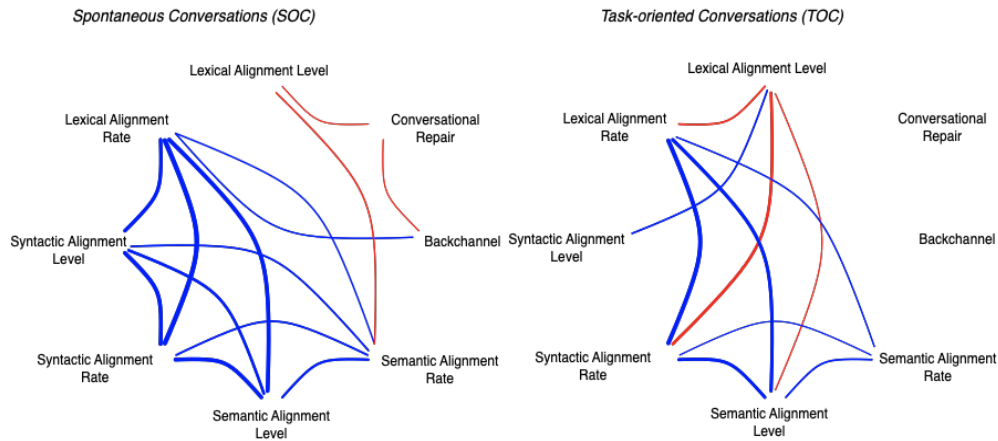 Spontaneous Conversations (SOC)
Lexical Alignment Level
Lexical Alignment
Rate
Conversational
Repair
Syntactic Alignment
Level
Backchannel
Syntactic Alignment
Rate
Semantic Alignment
Rate
Semantic Alignment
Level
Task-oriented Conversations (TOC)
Lexical Alignment Level
Lexical Alignment
Rate
Conversational
Repair
Syntactic Alignment
Level
Backchannel
Syntactic Alignment
Rate
Semantic Alignment
Rate
Semantic Alignment
Level